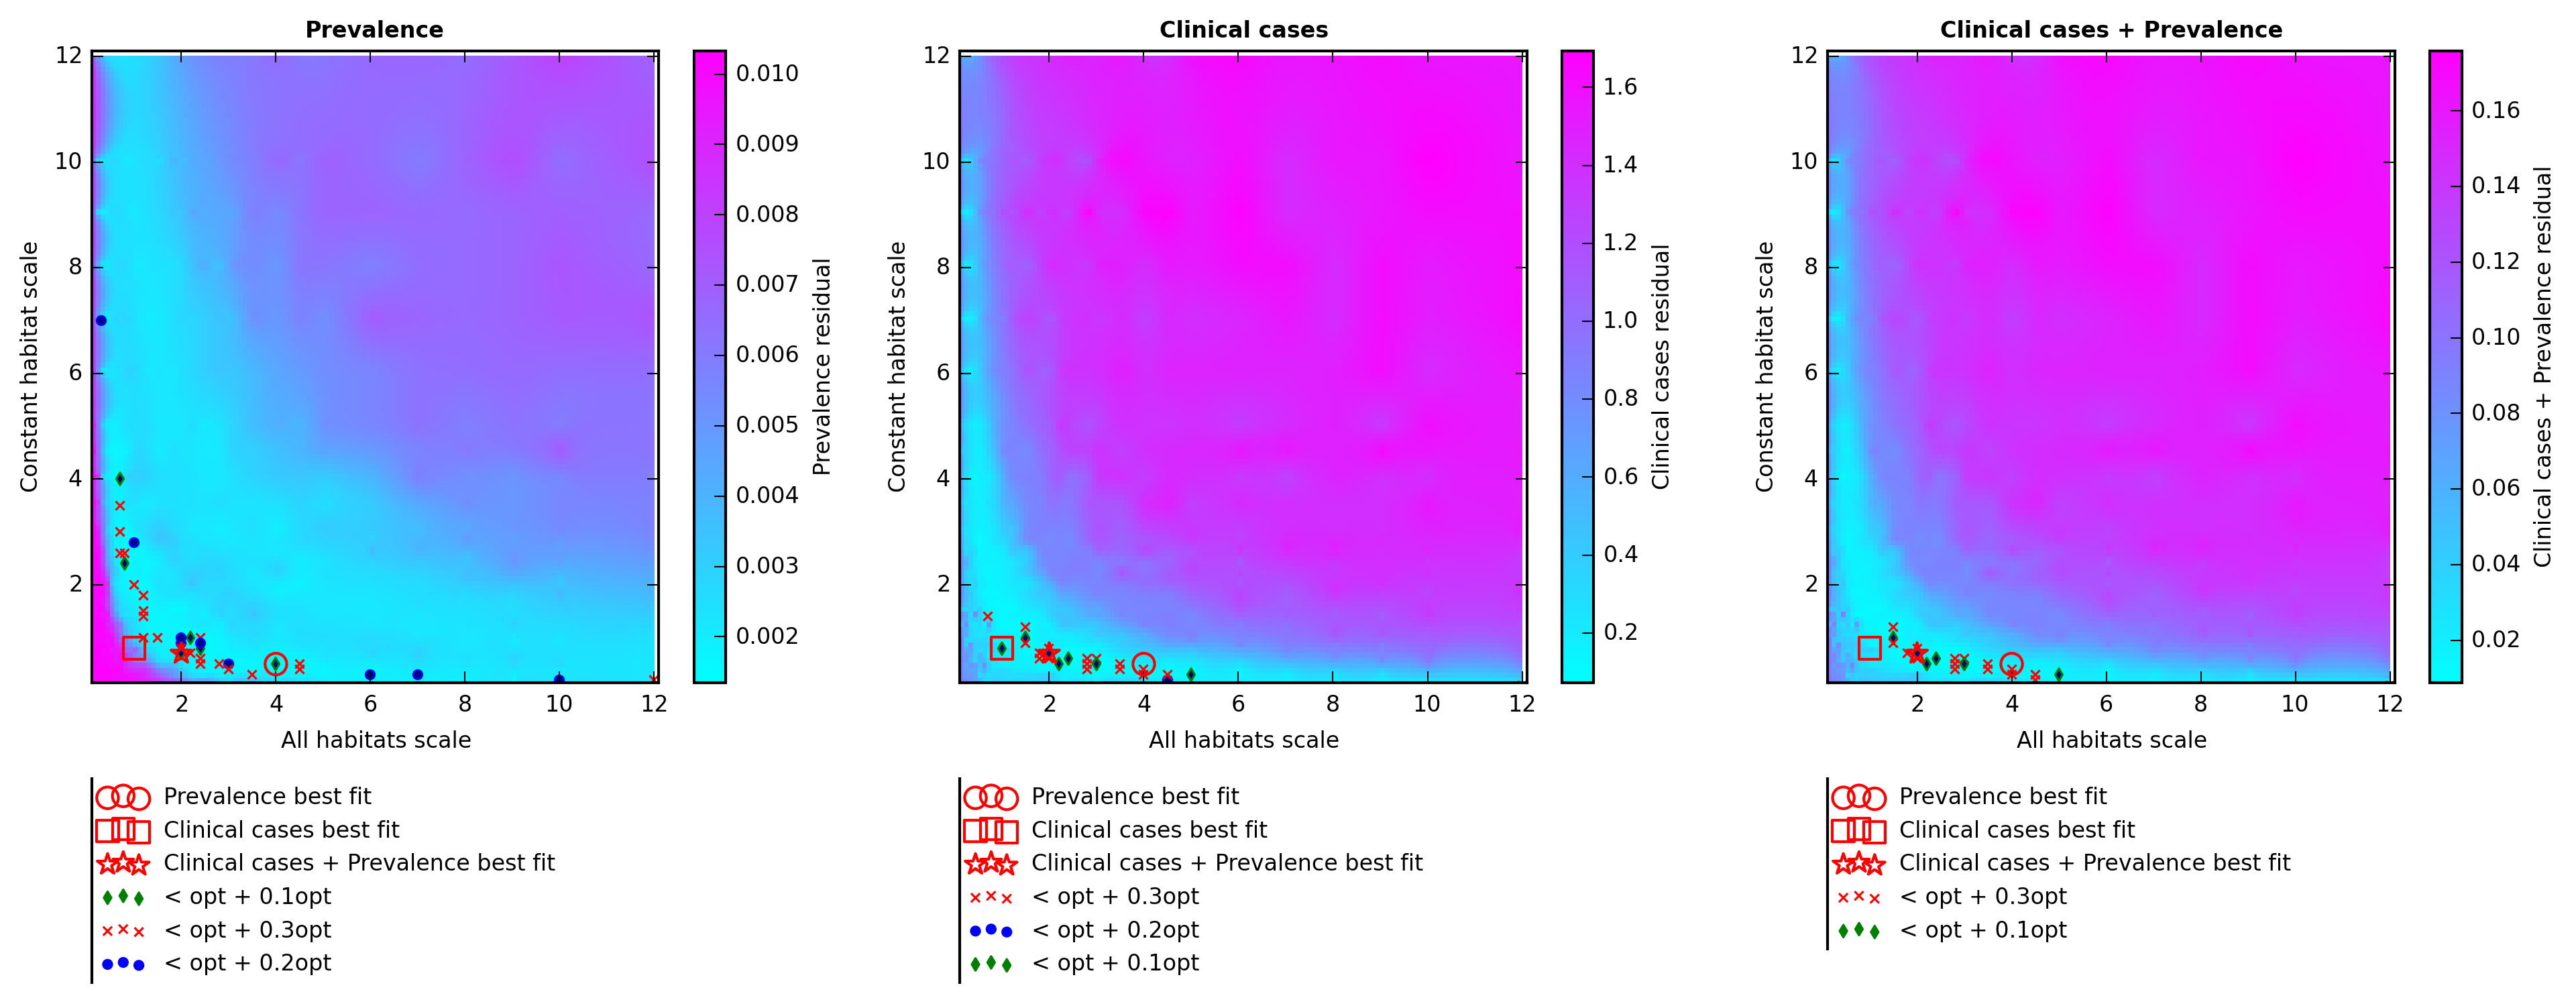 Prevalence
12
10
8
6
4
2
2 4 6 8 10 12
Constant habitat scale
All habitats scale
0.010
0.009
0.008
0.007
0.006
0.005
0.004
0.003
0.002
Prevalence residual
Prevalence best fit
Clinical cases best fit
Clinical cases + Prevalence best fit
< opt + 0.1opt
< opt + 0.3opt
< opt + 0.2opt
Clinical cases
12
10
8
6
4
2
2 4 6 8 10 12
Constant habitat scale
All habitats scale
1.6
1.4
1.2
1.0
0.8
0.6
0.4
0.2
Clinical cases residual
Prevalence best fit
Clinical cases best fit
Clinical cases + Prevalence best fit
< opt + 0.3opt
< opt + 0.2opt
< opt + 0.1opt
Clinical cases + Prevalence
12
10
8
6
4
2
2 4 6 8 10 12
Constant habitat scale
All habitats scale
0.16
0.14
0.12
0.10
0.08
0.06
0.04
0.02
Clinical cases + Prevalence residual
Prevalence best fit
Clinical cases best fit
Clinical cases + Prevalence best fit
< opt + 0.3opt
< opt + 0.1opt